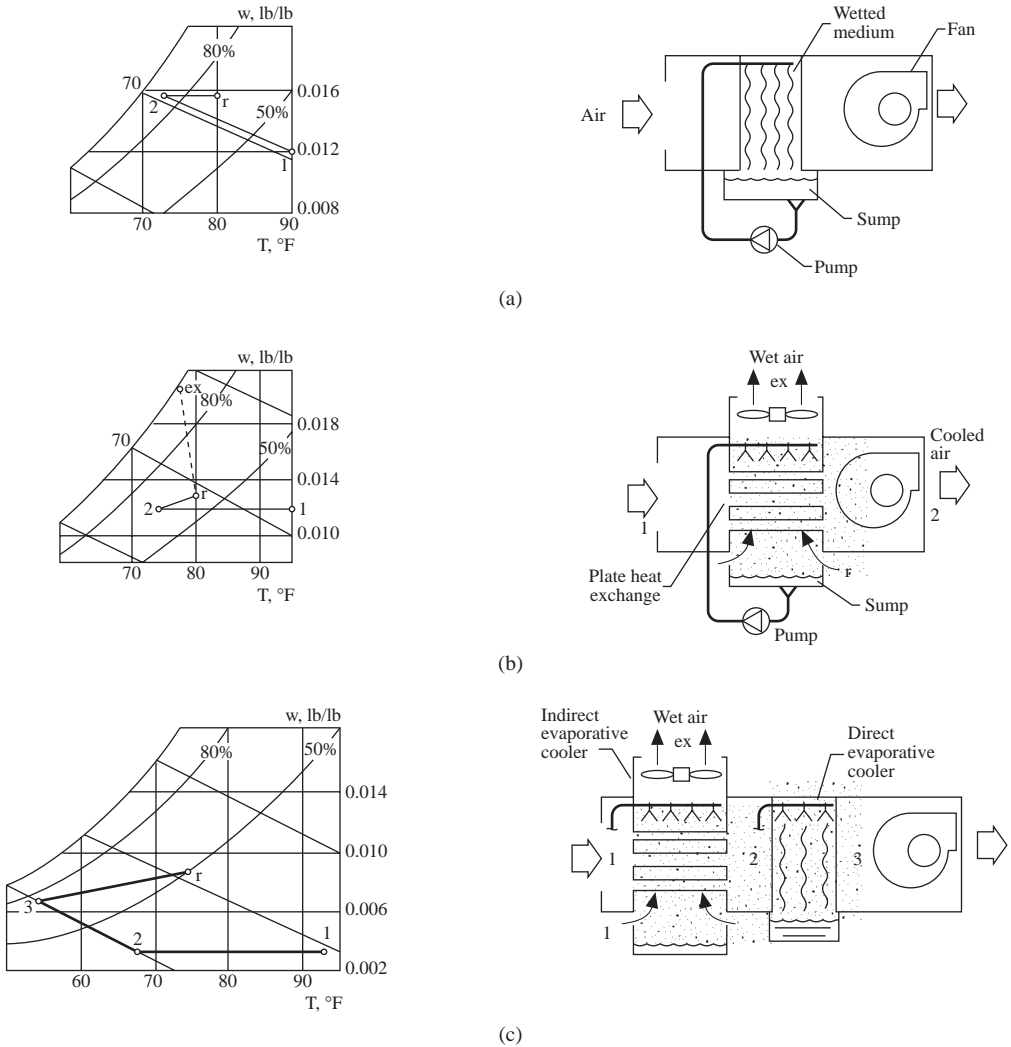 w, lb/lb
80%
70
2
r
50%
1
0.016
0.012
0.008
70
80
90
T, °F
Wetted
medium
Fan
Air
Sump
Pump
(a)
w, lb/lb
ex
80%
0.018
70
50%
r
0.014
2
1
0.010
70
80
90
T, °F
Wet air
ex
Cooled
air
1
2
r
Plate heat
exchange
Sump
Pump
(b)
w, lb/lb
80%
50%
0.014
0.010
r
3
0.006
2
1
0.002
60
70
80
90
T, °F
Indirect
evaporative
cooler
Wet air
ex
Direct
evaporative
cooler
1
2
3
1
(c)